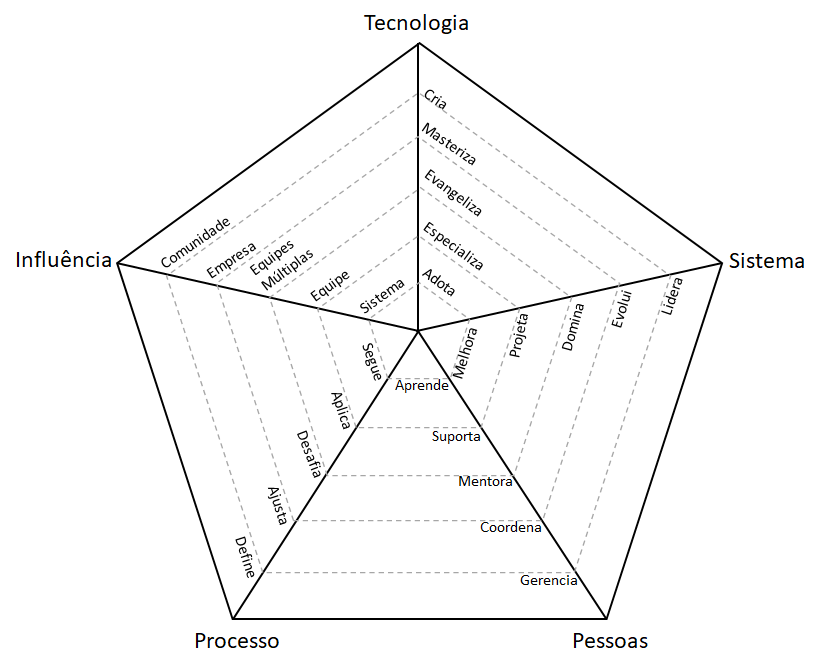 Tecnologia
Cria
Masteriza
Evangeliza
Especializa
Adota
Influência
Comunidade
Empresa
Equipes
Múltiplas
Equipe
Sistema
Sistema
Melhora
Projeta
Domina
Evolui
Lidera
Segue
Aplica
Desafia
Ajusta
Define
Aprende
Suporta
Mentora
Coordena
Gerencia
Processo
Pessoas